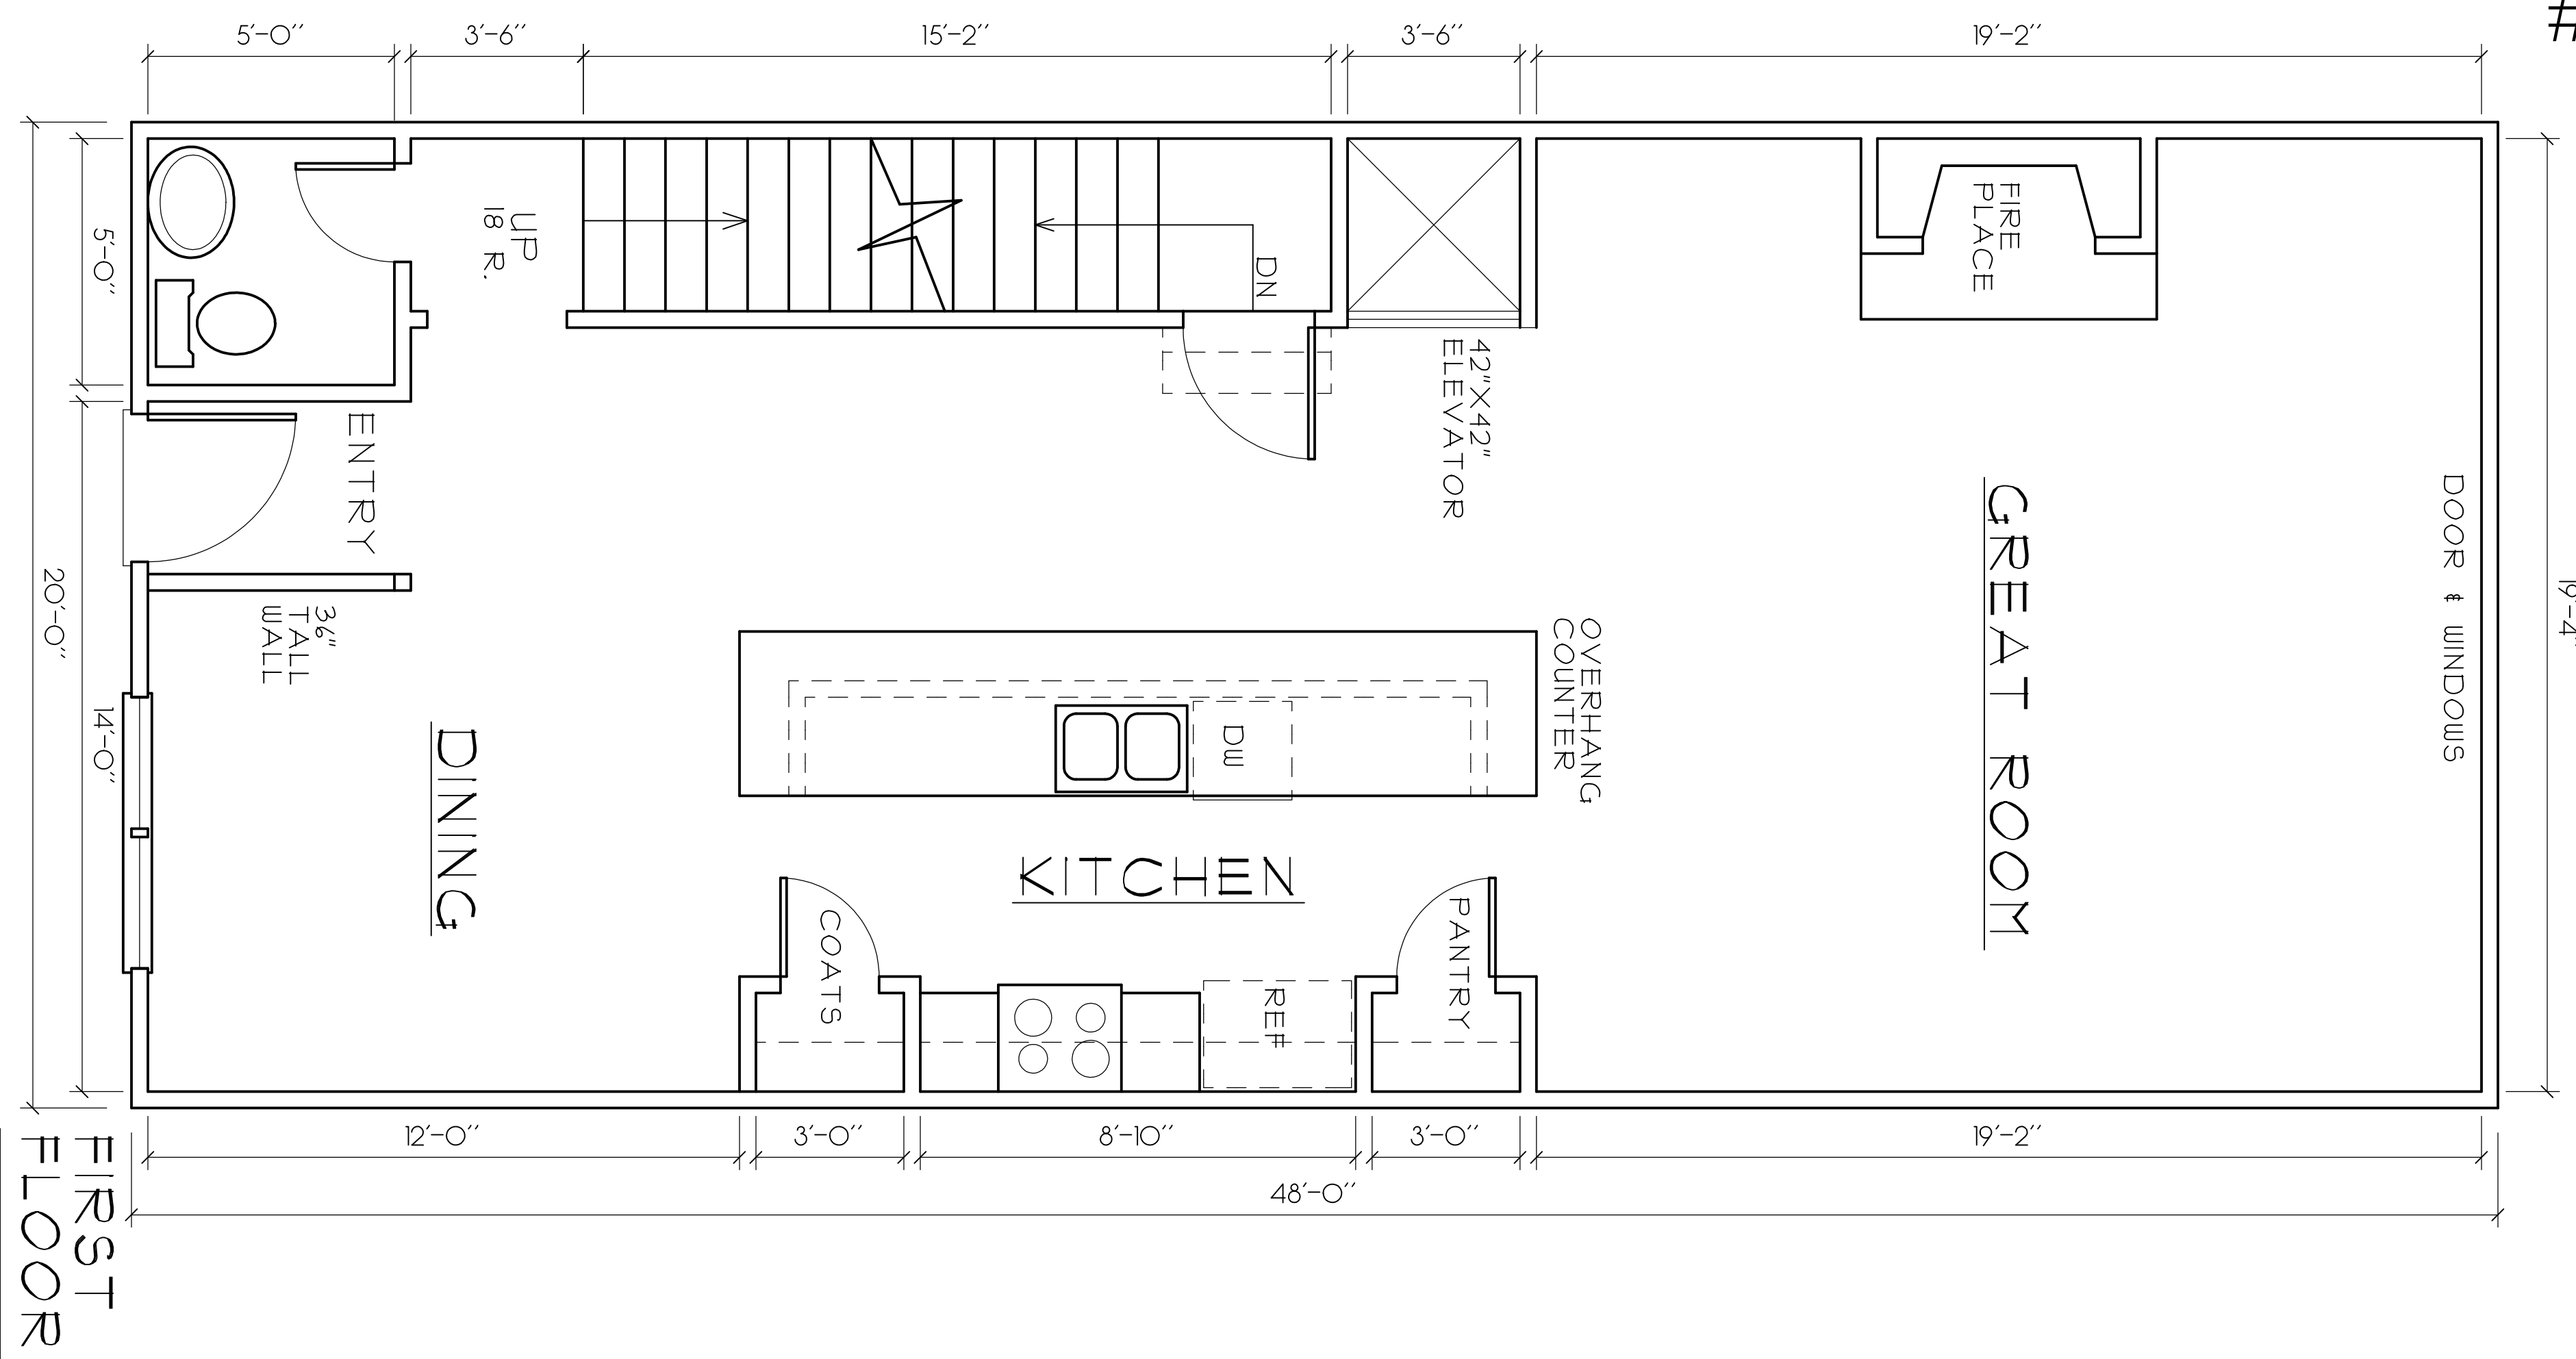 #
5'-0"
3'-6"
15'-2"
3'-6"
19'-2"
5'-0"
20'-0"
14'-0"
19'-4"
UP
18 R.
DN
FIRE
PLACE
42"X42"
ELEVATOR
ENTRY
36"
TALL
WALL
DOOR & WINDOWS
GREAT ROOM
OVERHANG
COUNTER
DW
DINING
KITCHEN
COATS
REF
PANTRY
12'-0"
3'-0"
8'-10"
3'-0"
19'-2"
48'-0"
FIRST
FLOOR